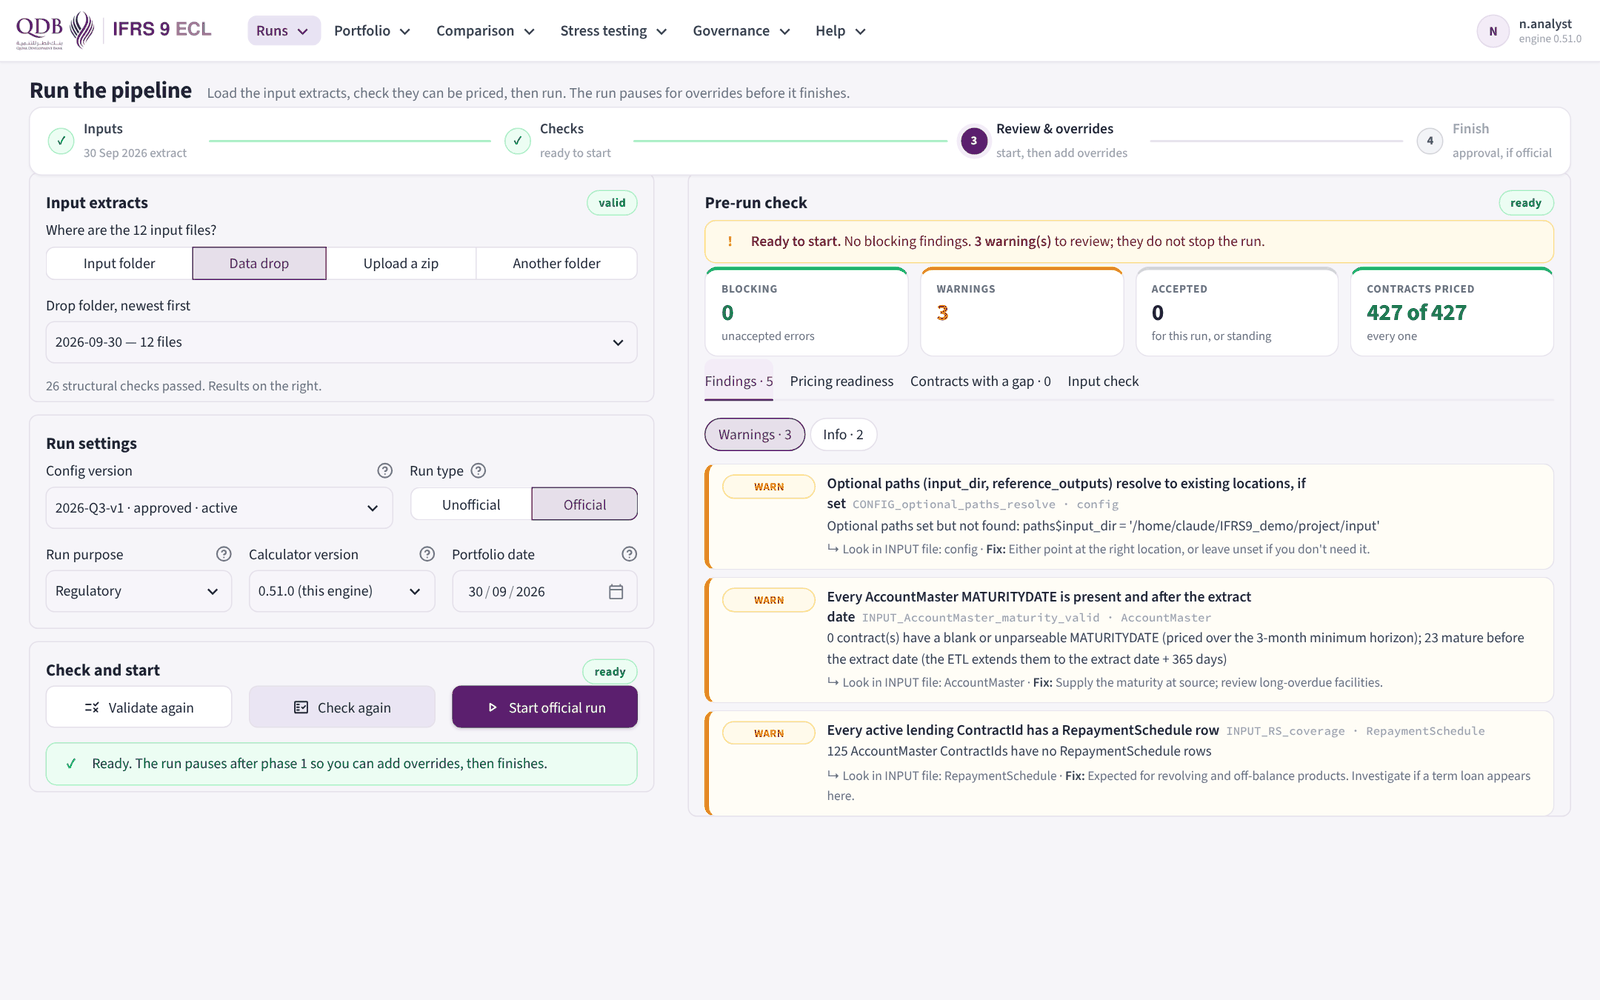 QDB
IFRS 9 ECL
Runs
Portfolio
Comparison
Stress testing
Governance
Help
N
n.analyst
engine 0.51.0
Run the pipeline
Load the input extracts, check they can be priced, then run. The run pauses for overrides before it finishes.
✓
Inputs
30 Sep 2026 extract
✓
Checks
ready to start
3
Review & overrides
start, then add overrides
4
Finish
approval, if official
Input extracts
valid
Where are the 12 input files?
Input folder
Data drop
Upload a zip
Another folder
Drop folder, newest first
2026-09-30 — 12 files
26 structural checks passed. Results on the right.
Run settings
Config version
Run type
2026-Q3-v1 · approved · active
Unofficial
Official
Run purpose
Calculator version
Portfolio date
Regulatory
0.51.0 (this engine)
30/09/2026
Check and start
ready
Validate again
Check again
Start official run
✓ Ready. The run pauses after phase 1 so you can add overrides, then finishes.
Pre-run check
ready
! Ready to start. No blocking findings. 3 warning(s) to review; they do not stop the run.
BLOCKING
0
unaccepted errors
WARNINGS
3
ACCEPTED
0
for this run, or standing
CONTRACTS PRICED
427 of 427
every one
Findings · 5
Pricing readiness
Contracts with a gap · 0
Input check
Warnings · 3
Info · 2
WARN
Optional paths (input_dir, reference_outputs) resolve to existing locations, if
set CONFIG_optional_paths_resolve · config
Optional paths set but not found: paths$input_dir = '/home/claude/IFRS9_demo/project/input'
↳ Look in INPUT file: config · Fix: Either point at the right location, or leave unset if you don't need it.
WARN
Every AccountMaster MATURITYDATE is present and after the extract
date INPUT_AccountMaster_maturity_valid · AccountMaster
0 contract(s) have a blank or unparseable MATURITYDATE (priced over the 3-month minimum horizon); 23 mature before
the extract date (the ETL extends them to the extract date + 365 days)
↳ Look in INPUT file: AccountMaster · Fix: Supply the maturity at source; review long-overdue facilities.
WARN
Every active lending ContractId has a RepaymentSchedule row INPUT_RS_coverage · RepaymentSchedule
125 AccountMaster ContractIds have no RepaymentSchedule rows
↳ Look in INPUT file: RepaymentSchedule · Fix: Expected for revolving and off-balance products. Investigate if a term loan appears
here.